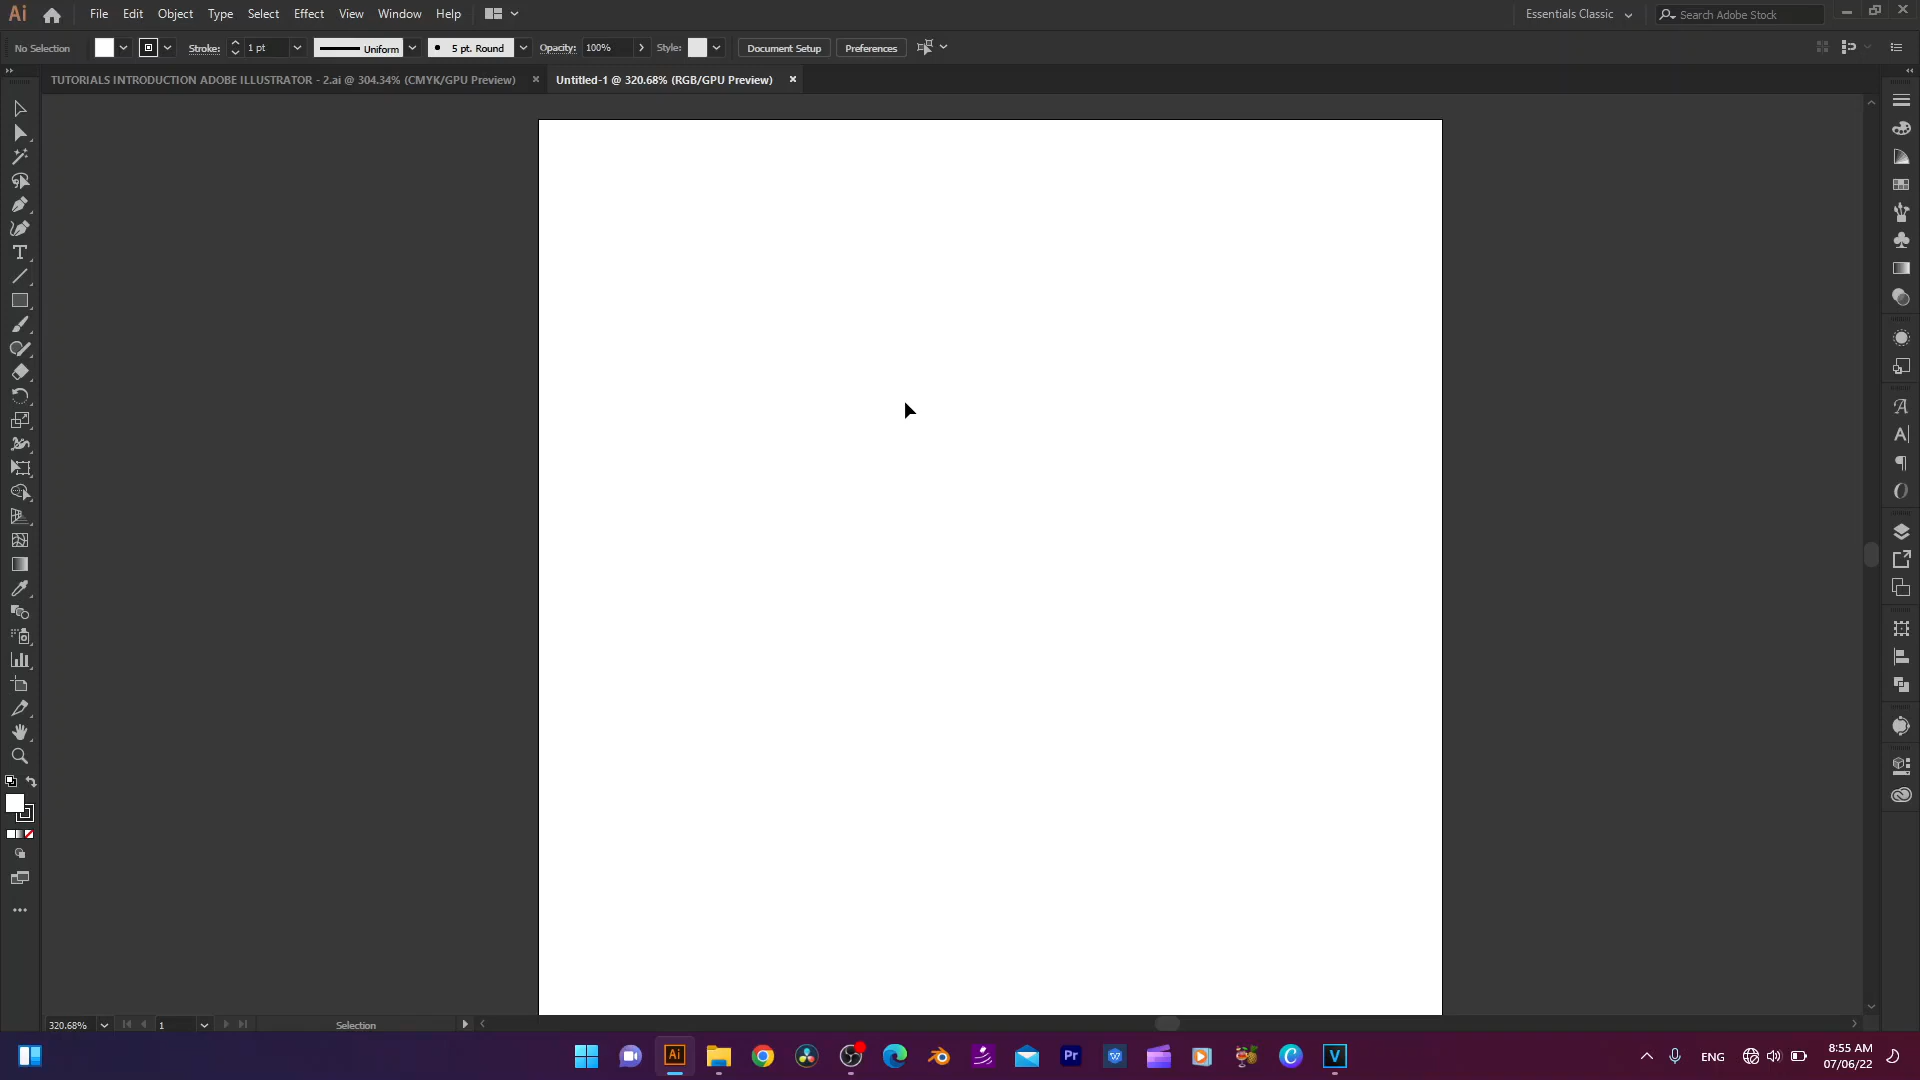 Ai File Edit Object Type Select Effect View Window Help Essentials Classic Search Adobe Stock
No Selection Stroke: 1 pt Uniform 5 pt. Round Opacity: 100% Style: Document Setup Preferences
TUTORIALS INTRODUCTION ADOBE ILLUSTRATOR - 2.ai @ 304.34% (CMYK/GPU Preview) Untitled-1 @ 320.68% (RGB/GPU Preview)
320.68% 1 Selection
Ai Pr C V ENG 8:55 AM
07/06/22